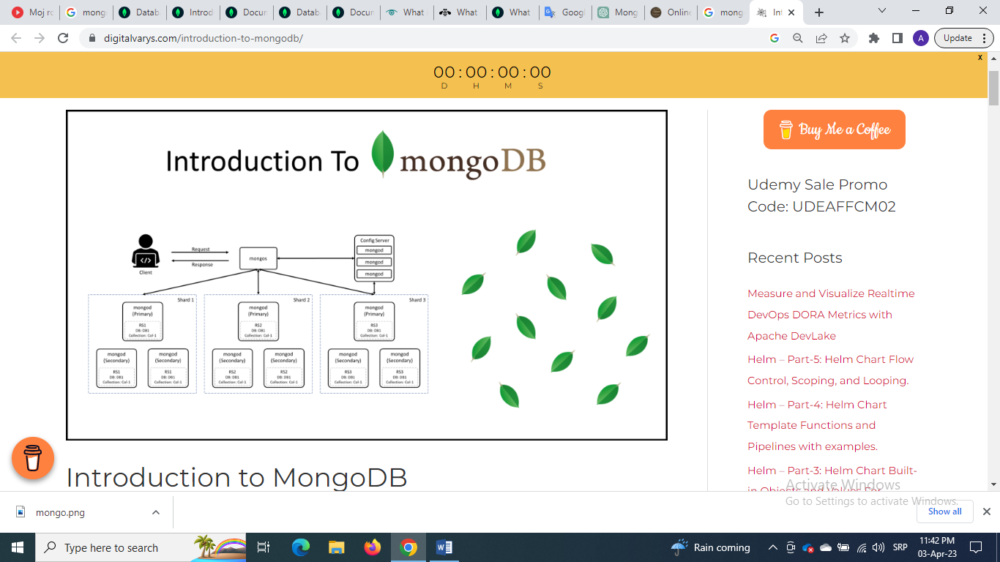 Moj ro
mong
Datab
Introd
Docun
Datab
Docun
What
What
What
Googl
Mong
Online
mong
Int
digitalvarys.com/introduction-to-mongodb/
A
Update
x
00 : 00 : 00 : 00
D H M S
Introduction To mongoDB
Client
Request
Response
mongos
Config Server
mongod
mongod
mongod
Shard 1
mongod
(Primary)
RS1
DB: DB1
Collection: Col-1
mongod
(Secondary)
RS1
DB: DB1
Collection: Col-1
mongod
(Secondary)
RS1
DB: DB1
Collection: Col-1
Shard 2
mongod
(Primary)
RS2
DB: DB1
Collection: Col-1
mongod
(Secondary)
RS2
DB: DB1
Collection: Col-1
mongod
(Secondary)
RS2
DB: DB1
Collection: Col-1
Shard 3
mongod
(Primary)
RS3
DB: DB1
Collection: Col-1
mongod
(Secondary)
RS3
DB: DB1
Collection: Col-1
mongod
(Secondary)
RS3
DB: DB1
Collection: Col-1
Introduction to MongoDB
Buy Me a Coffee
Udemy Sale Promo
Code: UDEAFFCM02
Recent Posts
Measure and Visualize Realtime
DevOps DORA Metrics with
Apache DevLake
Helm – Part-5: Helm Chart Flow
Control, Scoping, and Looping.
Helm – Part-4: Helm Chart
Template Functions and
Pipelines with examples.
Helm – Part-3: Helm Chart Built-
in Objects and Values For
Activate Windows
Go to Settings to activate Windows.
mongo.png
Show all
Type here to search
Rain coming
SRP
11:42 PM
03-Apr-23